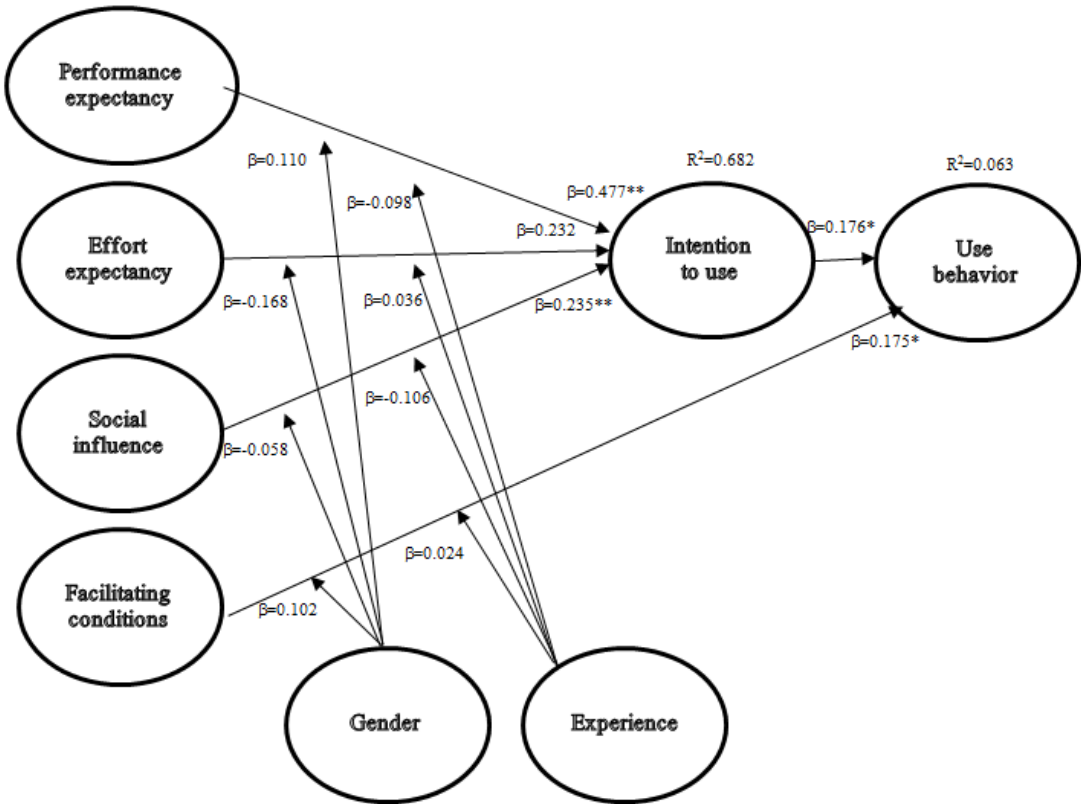 Performance
expectancy
β=0.110
R²=0.682
R²=0.063
β=-0.098
β=0.477**
Effort
expectancy
β=0.232
Intention
to use
β=0.176*
Use
behavior
β=-0.168
β=0.036
β=0.235**
β=0.175*
Social
influence
β=-0.106
β=-0.058
Facilitating
conditions
β=0.024
β=0.102
Gender
Experience